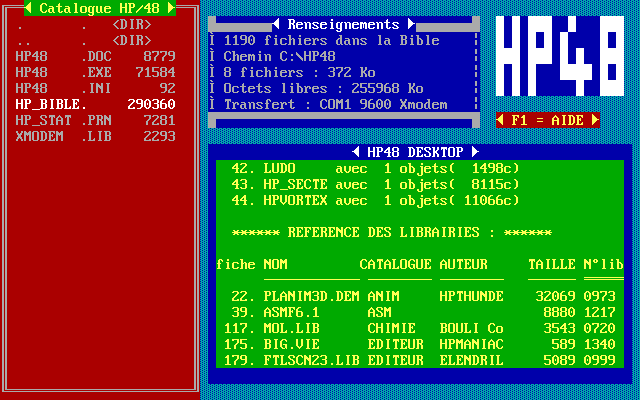 Catalogue HP/48
. . <DIR>
.. . <DIR>
HP48 .DOC 8779
HP48 .EXE 71584
HP48 .INI 92
HP_BIBLE. 290360
HP_STAT .PRN 7281
XMODEM .LIB 2293
Renseignements
Ì 1190 fichiers dans la Bible
Ì Chemin C:\HP48
Ì 8 fichiers : 372 Ko
Ì Octets libres : 255968 Ko
Ì Transfert : COM1 9600 Xmodem
HP48
F1 = AIDE
HP48 DESKTOP
42. LUDO avec 1 objets( 1498c)
43. HP_SECTE avec 1 objets( 8115c)
44. HPVORTEX avec 1 objets( 11066c)
****** REFERENCE DES LIBRAIRIES : ******
fiche NOM CATALOGUE AUTEUR TAILLE N°lib
22. PLANIM3D.DEM ANIM HPTHUNDE 32069 0973
39. ASMF6.1 ASM 8880 1217
117. MOL.LIB CHIMIE BOULI Co 3543 0720
175. BIG.VIE EDITEUR HPMANIAC 589 1340
179. FTLSCN23.LIB EDITEUR ELENDRIL 5089 0999